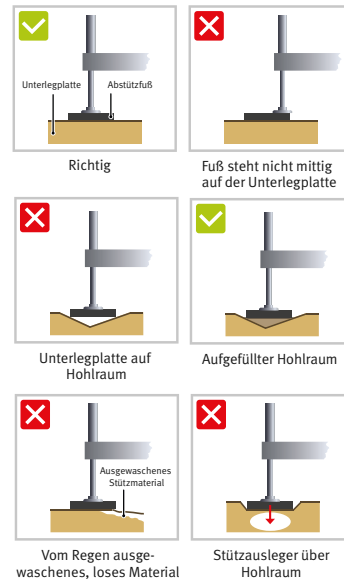 Unterlegplatte
Abstützfuß
Richtig
Fuß steht nicht mittig
auf der Unterlegplatte
Unterlegplatte auf
Hohlraum
Aufgefüllter Hohlraum
Ausgewaschenes
Stützmaterial
Vom Regen ausge-
waschenes, loses Material
Stützausleger über
Hohlraum